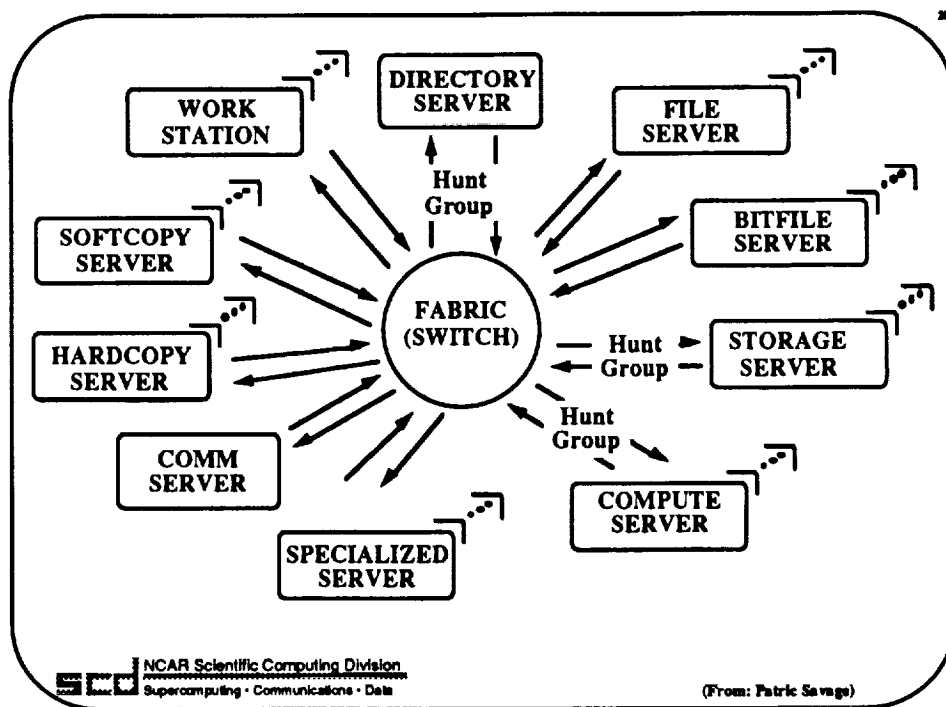 WORK
STATION
DIRECTORY
SERVER
FILE
SERVER
Hunt
Group
SOFTCOPY
SERVER
BITFILE
SERVER
FABRIC
(SWITCH)
HARDCOPY
SERVER
Hunt
Group
STORAGE
SERVER
Hunt
Group
COMM
SERVER
COMPUTE
SERVER
SPECIALIZED
SERVER
scd
NCAR Scientific Computing Division
Supercomputing • Communications • Data
(From: Patric Savage)